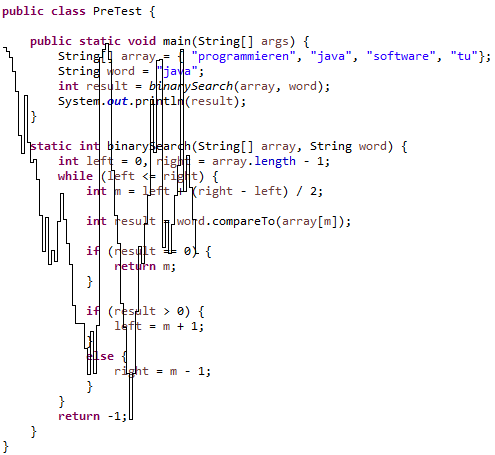 public class PreTest {
public static void main(String[] args) {
String[] array = { "programmieren", "java", "software", "tu"};
String word = "java";
int result = binarySearch(array, word);
System.out.println(result);
}
static int binarySearch(String[] array, String word) {
int left = 0, right = array.length - 1;
while (left <= right) {
int m = left + (right - left) / 2;
int result = word.compareTo(array[m]);
if (result == 0) {
return m;
}
if (result > 0) {
left = m + 1;
}
else {
right = m - 1;
}
}
return -1;
}
}